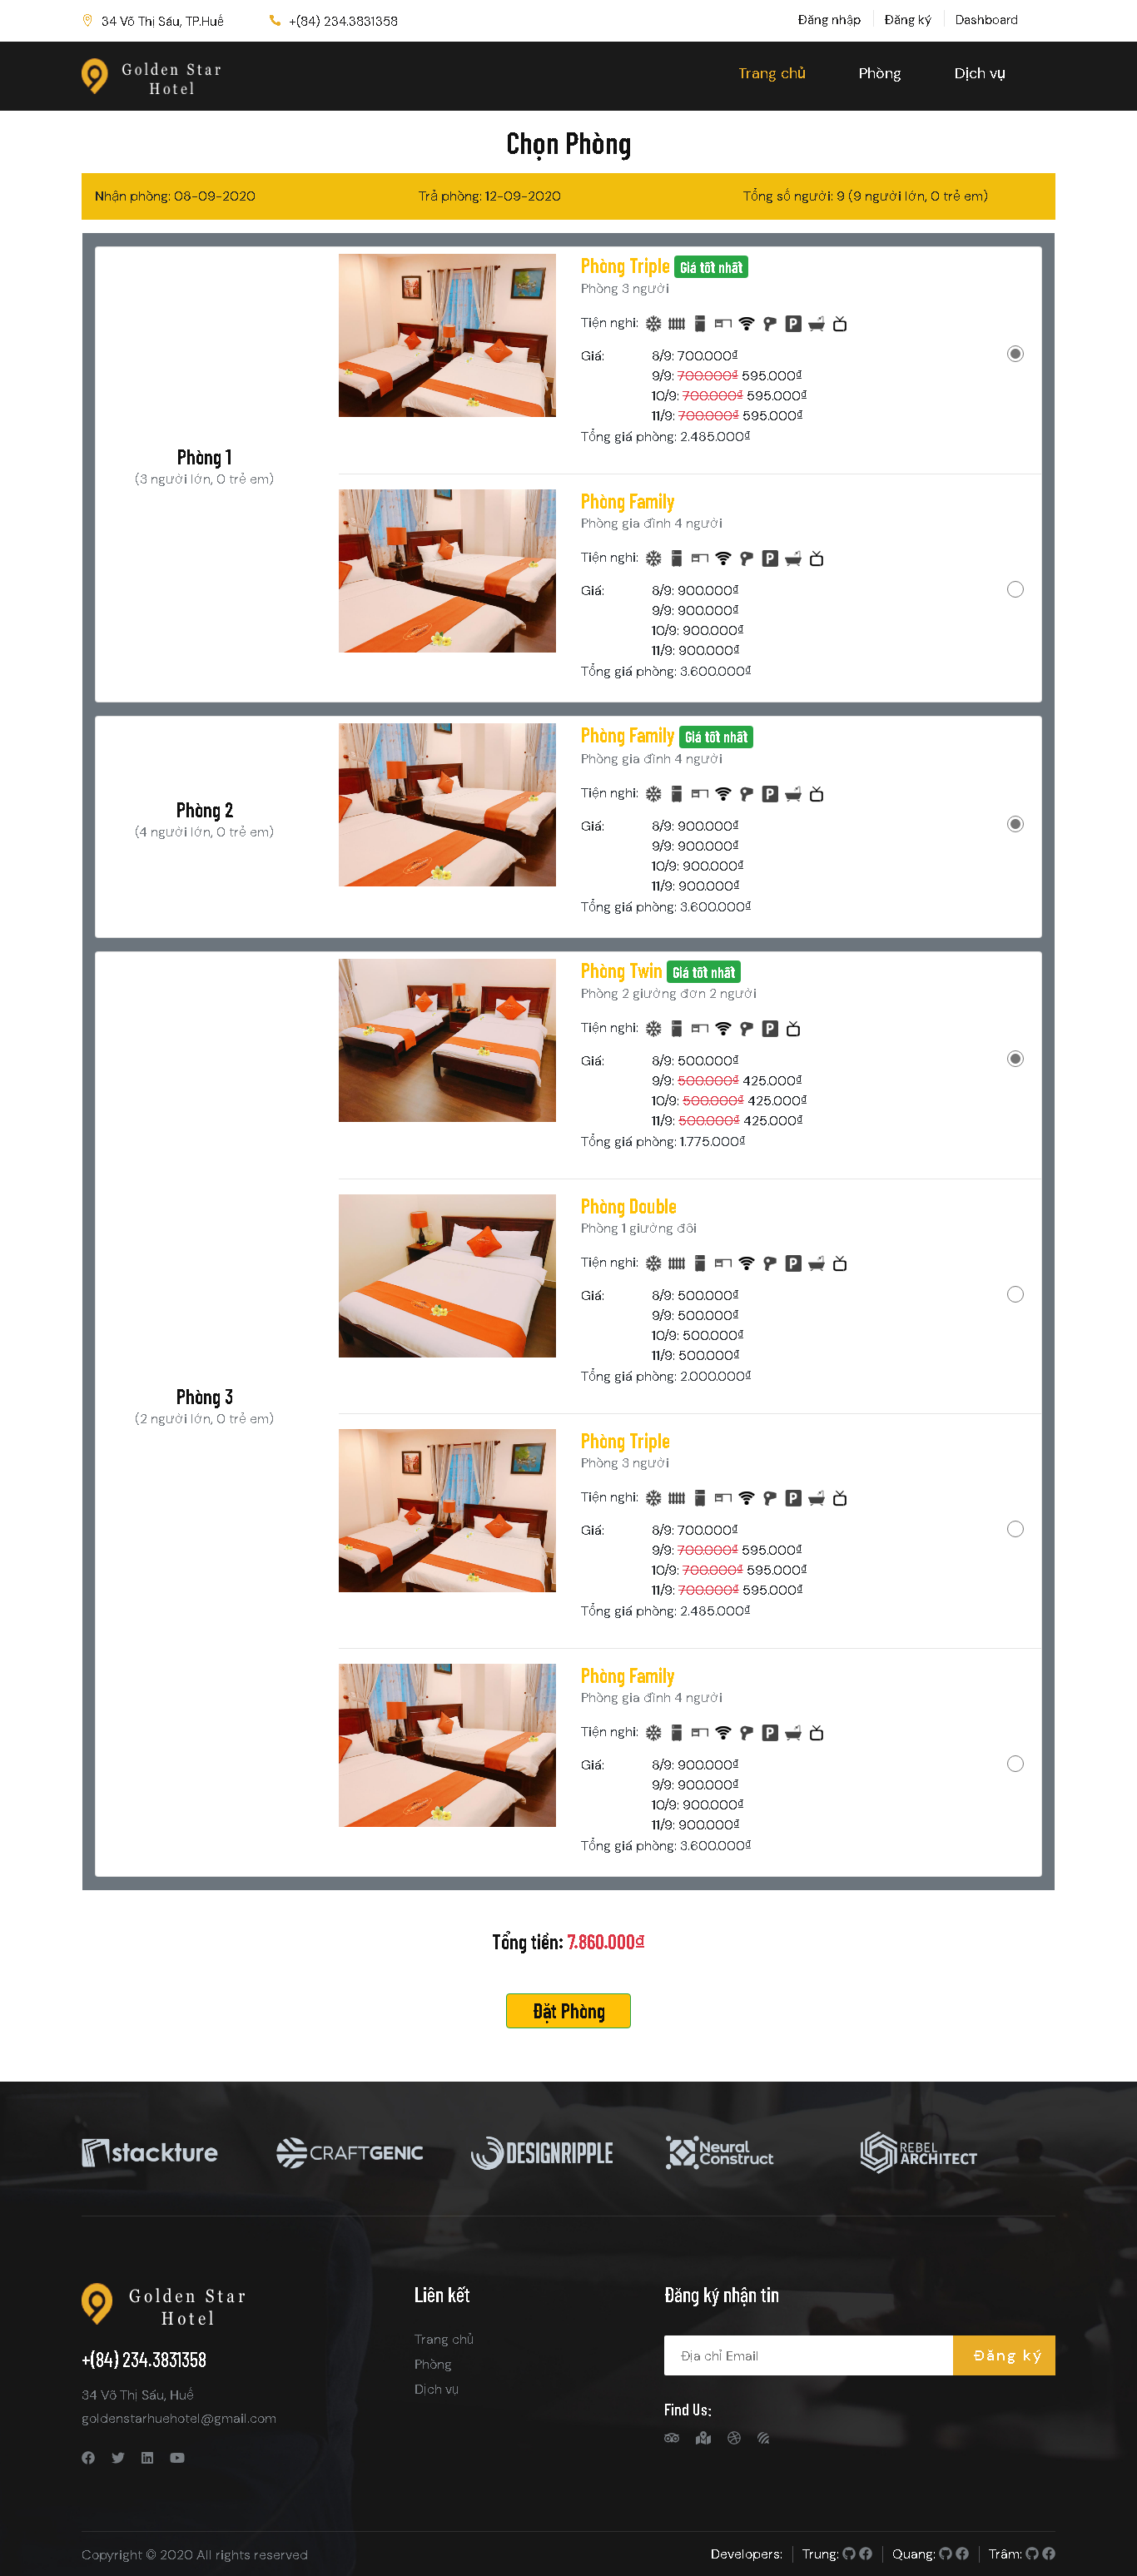 34 Võ Thị Sáu, TP.Huế
+(84) 234.3831358
Đăng nhập
Đăng ký
Dashboard
Golden Star
Hotel
Trang chủ
Phòng
Dịch vụ
Chọn Phòng
Nhận phòng: 08-09-2020
Trả phòng: 12-09-2020
Tổng số người: 9 (9 người lớn, 0 trẻ em)
Phòng 1
(3 người lớn, 0 trẻ em)
Phòng Triple Giá tốt nhất
Phòng 3 người
Tiện nghi:
Giá: 8/9: 700.000₫
9/9: 700.000₫ 595.000₫
10/9: 700.000₫ 595.000₫
11/9: 700.000₫ 595.000₫
Tổng giá phòng: 2.485.000₫
Phòng Family
Phòng gia đình 4 người
Tiện nghi:
Giá: 8/9: 900.000₫
9/9: 900.000₫
10/9: 900.000₫
11/9: 900.000₫
Tổng giá phòng: 3.600.000₫
Phòng 2
(4 người lớn, 0 trẻ em)
Phòng Family Giá tốt nhất
Phòng gia đình 4 người
Tiện nghi:
Giá: 8/9: 900.000₫
9/9: 900.000₫
10/9: 900.000₫
11/9: 900.000₫
Tổng giá phòng: 3.600.000₫
Phòng 3
(2 người lớn, 0 trẻ em)
Phòng Twin Giá tốt nhất
Phòng 2 giường đơn 2 người
Tiện nghi:
Giá: 8/9: 500.000₫
9/9: 500.000₫ 425.000₫
10/9: 500.000₫ 425.000₫
11/9: 500.000₫ 425.000₫
Tổng giá phòng: 1.775.000₫
Phòng Double
Phòng 1 giường đôi
Tiện nghi:
Giá: 8/9: 500.000₫
9/9: 500.000₫
10/9: 500.000₫
11/9: 500.000₫
Tổng giá phòng: 2.000.000₫
Phòng Triple
Phòng 3 người
Tiện nghi:
Giá: 8/9: 700.000₫
9/9: 700.000₫ 595.000₫
10/9: 700.000₫ 595.000₫
11/9: 700.000₫ 595.000₫
Tổng giá phòng: 2.485.000₫
Phòng Family
Phòng gia đình 4 người
Tiện nghi:
Giá: 8/9: 900.000₫
9/9: 900.000₫
10/9: 900.000₫
11/9: 900.000₫
Tổng giá phòng: 3.600.000₫
Tổng tiền: 7.860.000₫
Đặt Phòng
stackture
CRAFTGENIC
DESIGNRIPPLE
Neural
Construct
REBEL
ARCHITECT
Golden Star
Hotel
+(84) 234.3831358
34 Võ Thị Sáu, Huế
goldenstarhuehotel@gmail.com
Liên kết
Trang chủ
Phòng
Dịch vụ
Đăng ký nhận tin
Địa chỉ Email
Đăng ký
Find Us:
Copyright © 2020 All rights reserved
Developers:
Trung:
Quang:
Trâm: